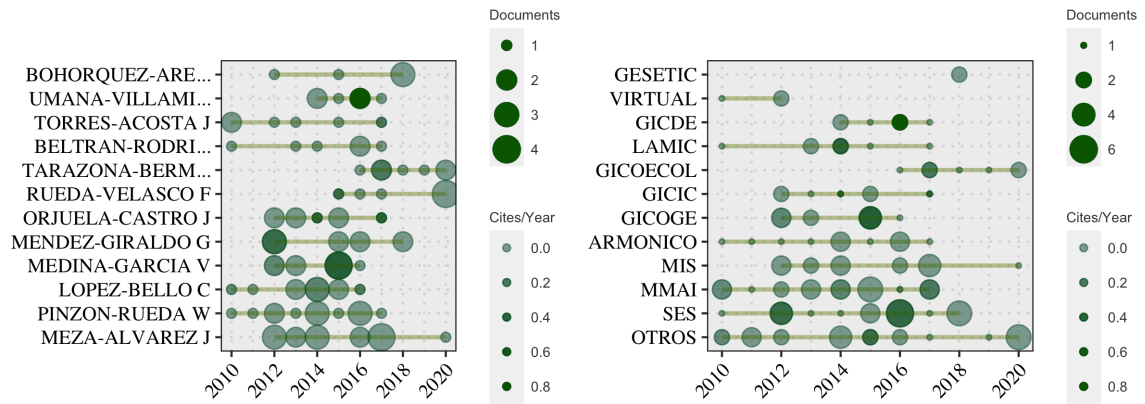 Documents
1
2
3
4
Cites/Year
0.0
0.2
0.4
0.6
0.8
BOHORQUEZ-ARE...
UMANA-VILLAMI...
TORRES-ACOSTA J
BELTRAN-RODRI...
TARAZONA-BERM...
RUEDA-VELASCO F
ORJUELA-CASTRO J
MENDEZ-GIRALDO G
MEDINA-GARCIA V
LOPEZ-BELLO C
PINZON-RUEDA W
MEZA-ALVAREZ J
2010
2012
2014
2016
2018
2020
Documents
1
2
4
6
Cites/Year
0.0
0.2
0.4
0.6
0.8
GESETIC
VIRTUAL
GICDE
LAMIC
GICOECOL
GICIC
GICOGE
ARMONICO
MIS
MMAI
SES
OTROS
2010
2012
2014
2016
2018
2020